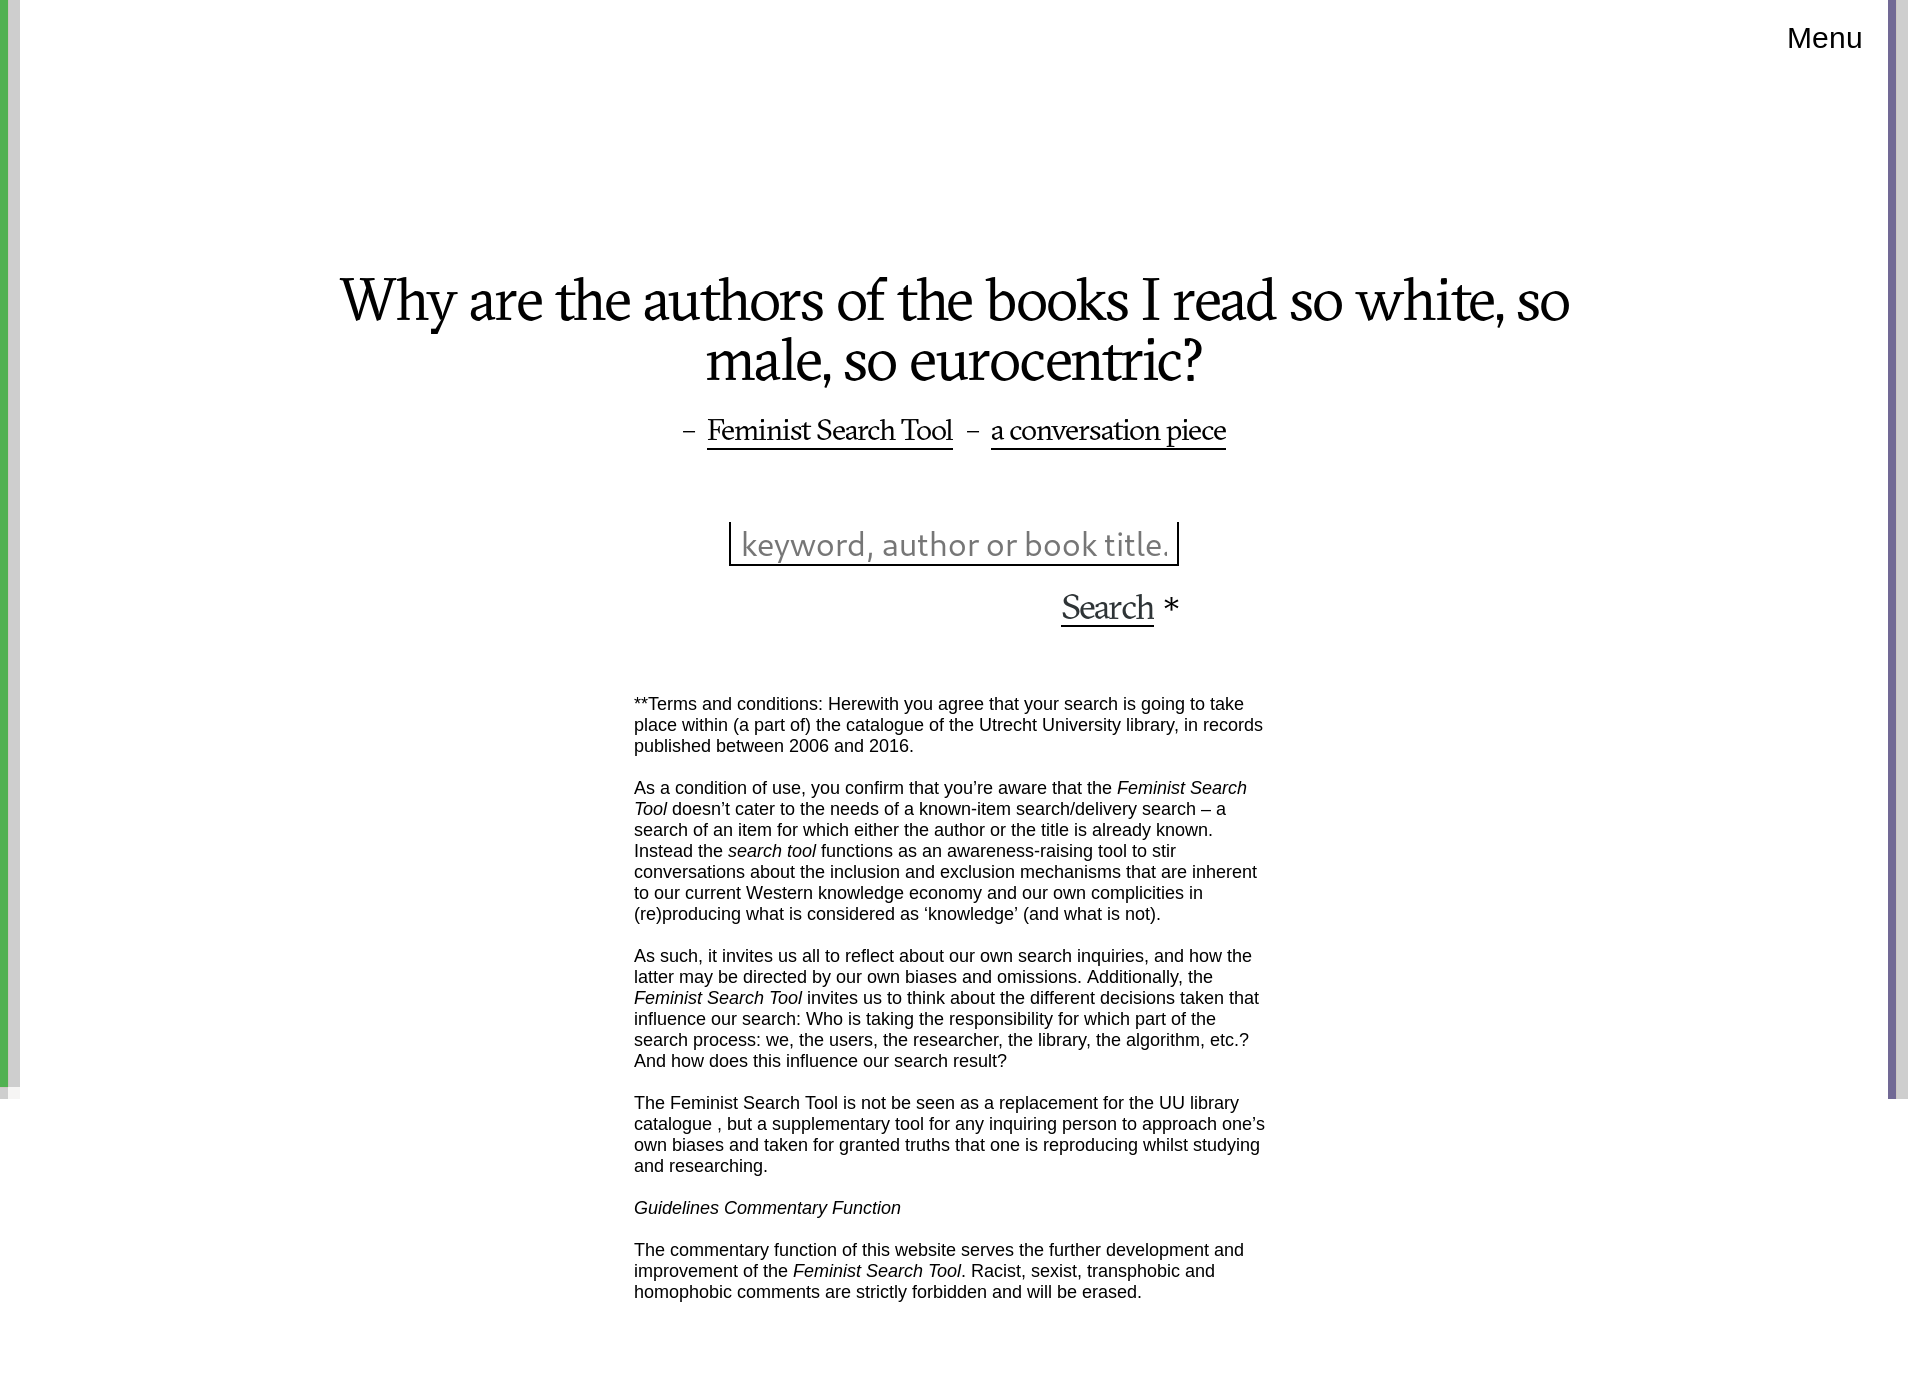 Menu
Why are the authors of the books I read so white, so
male, so eurocentric?
– Feminist Search Tool – a conversation piece
keyword, author or book title.
Search *
**Terms and conditions: Herewith you agree that your search is going to take
place within (a part of) the catalogue of the Utrecht University library, in records
published between 2006 and 2016.
As a condition of use, you confirm that you’re aware that the Feminist Search
Tool doesn’t cater to the needs of a known-item search/delivery search – a
search of an item for which either the author or the title is already known.
Instead the search tool functions as an awareness-raising tool to stir
conversations about the inclusion and exclusion mechanisms that are inherent
to our current Western knowledge economy and our own complicities in
(re)producing what is considered as ‘knowledge’ (and what is not).
As such, it invites us all to reflect about our own search inquiries, and how the
latter may be directed by our own biases and omissions. Additionally, the
Feminist Search Tool invites us to think about the different decisions taken that
influence our search: Who is taking the responsibility for which part of the
search process: we, the users, the researcher, the library, the algorithm, etc.?
And how does this influence our search result?
The Feminist Search Tool is not be seen as a replacement for the UU library
catalogue , but a supplementary tool for any inquiring person to approach one’s
own biases and taken for granted truths that one is reproducing whilst studying
and researching.
Guidelines Commentary Function
The commentary function of this website serves the further development and
improvement of the Feminist Search Tool. Racist, sexist, transphobic and
homophobic comments are strictly forbidden and will be erased.